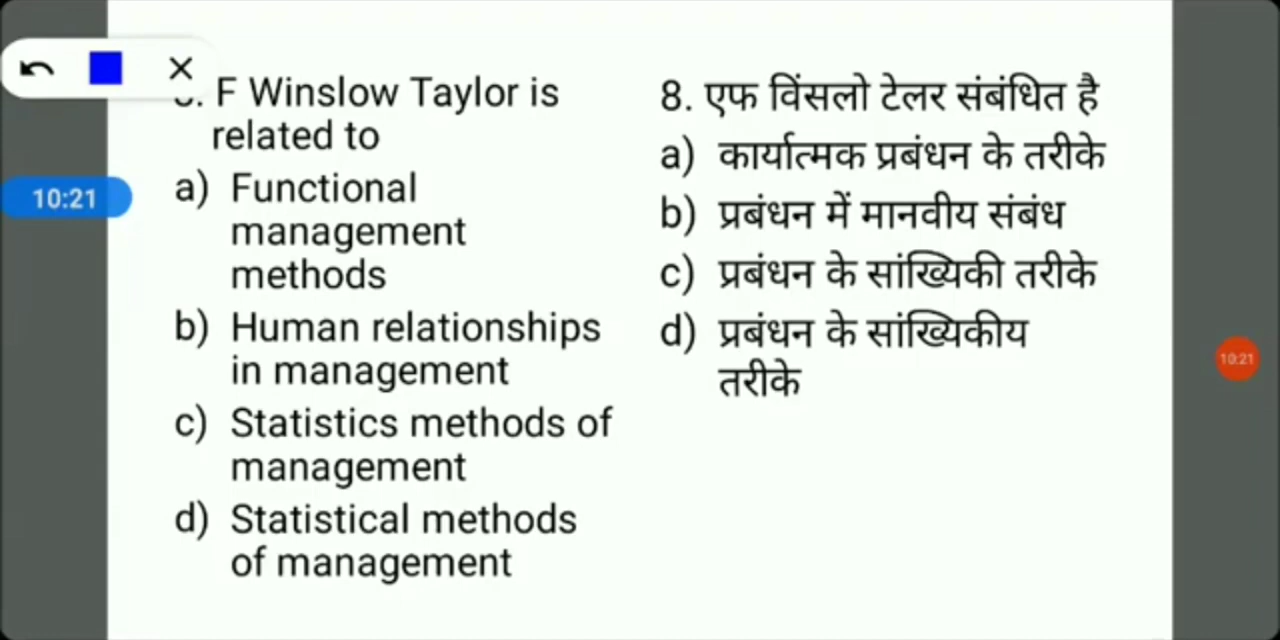 F Winslow Taylor is
related to
a) Functional
management
methods
b) Human relationships
in management
c) Statistics methods of
management
d) Statistical methods
of management
8. एफ विंसलो टेलर संबंधित है
a) कार्यात्मक प्रबंधन के तरीके
b) प्रबंधन में मानवीय संबंध
c) प्रबंधन के सांख्यिकी तरीके
d) प्रबंधन के सांख्यिकीय
तरीके
10:21
10:21